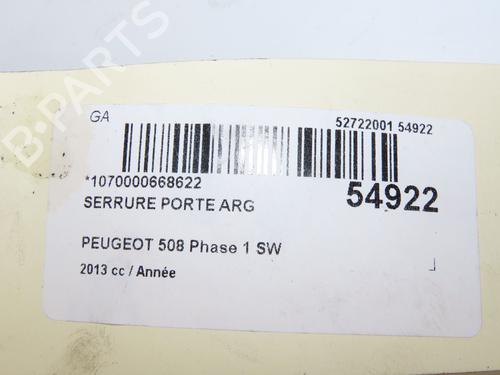 B-PARTS
GA
52722001 54922
*1070000668622
54922
SERRURE PORTE ARG
PEUGEOT 508 Phase 1 SW
2013 cc / Année